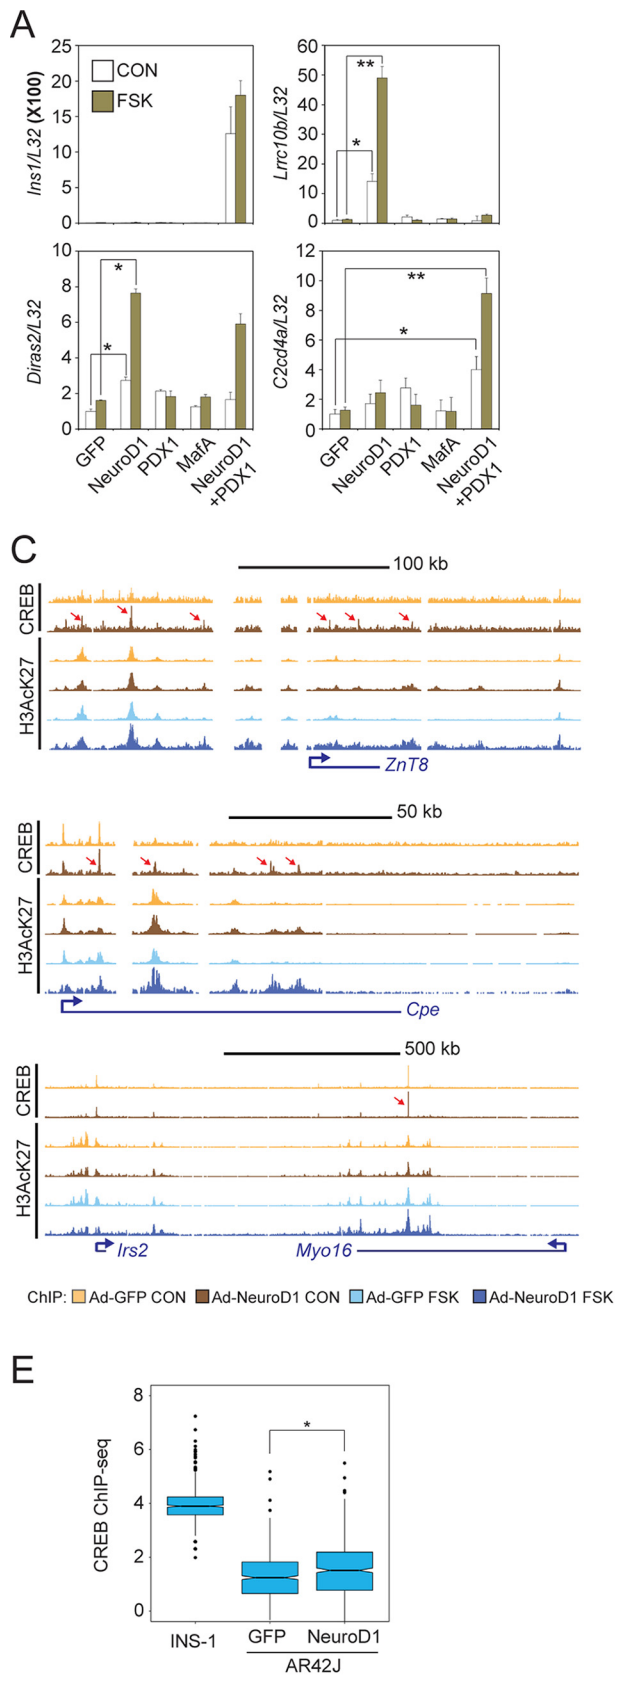 A
Ins1/L32 (X100)
25
20
15
10
5
0
CON
FSK
Lrrc10b/L32
60
50
40
30
20
10
0
**
*
Diras2/L32
10
8
6
4
2
0
*
*
GFP
NeuroD1
PDX1
MafA
NeuroD1
+PDX1
C2cd4a/L32
12
10
8
6
4
2
0
**
*
GFP
NeuroD1
PDX1
MafA
NeuroD1
+PDX1
C
100 kb
CREB
H3AcK27
ZnT8
50 kb
CREB
H3AcK27
Cpe
500 kb
CREB
H3AcK27
Irs2
Myo16
ChIP: Ad-GFP CON Ad-NeuroD1 CON Ad-GFP FSK Ad-NeuroD1 FSK
E
CREB ChIP-seq
8
6
4
2
0
*
INS-1
GFP
NeuroD1
AR42J